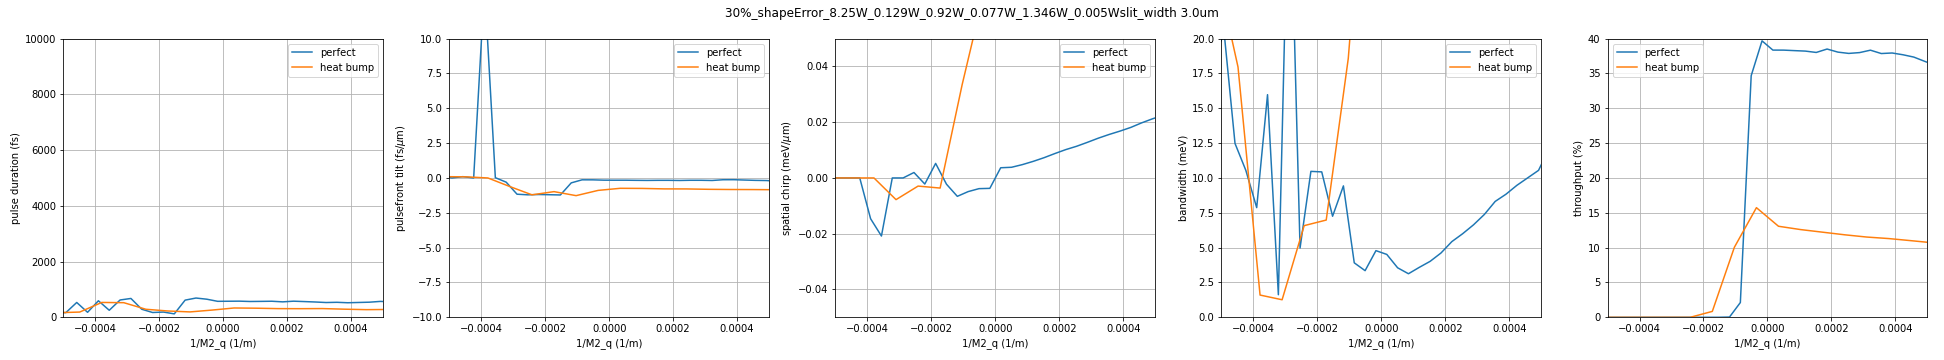 30%_shapeError_8.25W_0.129W_0.92W_0.077W_1.346W_0.005Wslit_width 3.0um
pulse duration (fs)
10000
8000
6000
4000
2000
0
−0.0004 −0.0002 0.0000 0.0002 0.0004
1/M2_q (1/m)
perfect
heat bump
pulsefront tilt (fs/μm)
10.0
7.5
5.0
2.5
0.0
−2.5
−5.0
−7.5
−10.0
−0.0004 −0.0002 0.0000 0.0002 0.0004
1/M2_q (1/m)
perfect
heat bump
spatial chirp (meV/μm)
0.04
0.02
0.00
−0.02
−0.04
−0.0004 −0.0002 0.0000 0.0002 0.0004
1/M2_q (1/m)
perfect
heat bump
bandwidth (meV)
20.0
17.5
15.0
12.5
10.0
7.5
5.0
2.5
0.0
−0.0004 −0.0002 0.0000 0.0002 0.0004
1/M2_q (1/m)
perfect
heat bump
throughput (%)
40
35
30
25
20
15
10
5
0
−0.0004 −0.0002 0.0000 0.0002 0.0004
1/M2_q (1/m)
perfect
heat bump